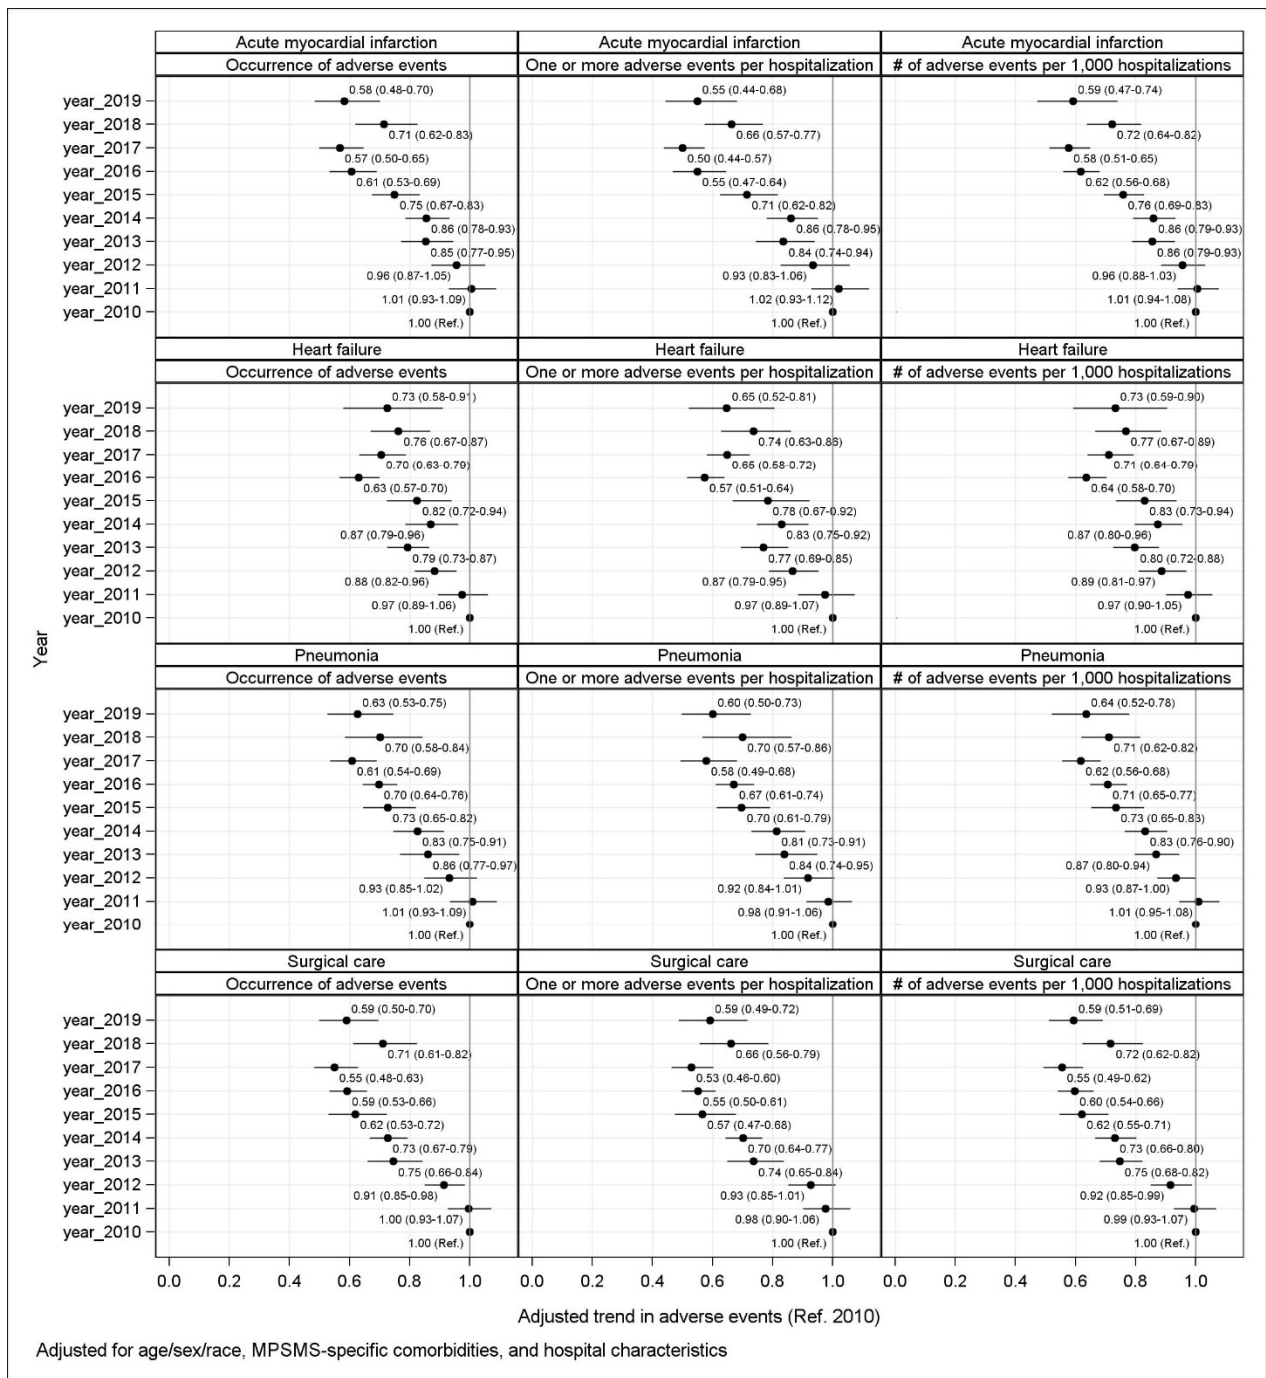 Acute myocardial infarction Acute myocardial infarction Acute myocardial infarction
Occurrence of adverse events One or more adverse events per hospitalization # of adverse events per 1,000 hospitalizations
0.58 (0.48-0.70) 0.55 (0.44-0.68) 0.59 (0.47-0.74)
year_2019
year_2018
0.71 (0.62-0.83) 0.66 (0.57-0.77) 0.72 (0.64-0.82)
year_2017
0.57 (0.50-0.65) 0.50 (0.44-0.57) 0.58 (0.51-0.65)
year_2016
0.61 (0.53-0.69) 0.55 (0.47-0.64) 0.62 (0.56-0.68)
year_2015
0.75 (0.67-0.83) 0.71 (0.62-0.82) 0.76 (0.69-0.83)
year_2014
0.86 (0.78-0.93) 0.86 (0.78-0.95) 0.86 (0.79-0.93)
year_2013
0.85 (0.77-0.95) 0.84 (0.74-0.94) 0.86 (0.79-0.93)
year_2012
0.96 (0.87-1.05) 0.93 (0.83-1.06) 0.96 (0.88-1.03)
year_2011
1.01 (0.93-1.09) 1.02 (0.93-1.12) 1.01 (0.94-1.08)
year_2010
1.00 (Ref.) 1.00 (Ref.) 1.00 (Ref.)
Heart failure Heart failure Heart failure
Occurrence of adverse events One or more adverse events per hospitalization # of adverse events per 1,000 hospitalizations
0.73 (0.58-0.91) 0.65 (0.52-0.81) 0.73 (0.59-0.90)
year_2019
year_2018
0.76 (0.67-0.87) 0.74 (0.63-0.86) 0.77 (0.67-0.89)
year_2017
0.70 (0.63-0.79) 0.65 (0.58-0.72) 0.71 (0.64-0.79)
year_2016
0.63 (0.57-0.70) 0.57 (0.51-0.64) 0.64 (0.58-0.70)
year_2015
0.82 (0.72-0.94) 0.78 (0.67-0.92) 0.83 (0.73-0.94)
year_2014
0.87 (0.79-0.96) 0.83 (0.75-0.92) 0.87 (0.80-0.96)
year_2013
0.79 (0.73-0.87) 0.77 (0.69-0.85) 0.80 (0.72-0.88)
year_2012
0.88 (0.82-0.96) 0.87 (0.79-0.95) 0.89 (0.81-0.97)
year_2011
0.97 (0.89-1.06) 0.97 (0.89-1.07) 0.97 (0.90-1.05)
year_2010
1.00 (Ref.) 1.00 (Ref.) 1.00 (Ref.)
Year
Pneumonia Pneumonia Pneumonia
Occurrence of adverse events One or more adverse events per hospitalization # of adverse events per 1,000 hospitalizations
0.63 (0.53-0.75) 0.60 (0.50-0.73) 0.64 (0.52-0.78)
year_2019
year_2018
0.70 (0.58-0.84) 0.70 (0.57-0.86) 0.71 (0.62-0.82)
year_2017
0.61 (0.54-0.69) 0.58 (0.49-0.68) 0.62 (0.56-0.68)
year_2016
0.70 (0.64-0.76) 0.67 (0.61-0.74) 0.71 (0.65-0.77)
year_2015
0.73 (0.65-0.82) 0.70 (0.61-0.79) 0.73 (0.65-0.83)
year_2014
0.83 (0.75-0.91) 0.81 (0.73-0.91) 0.83 (0.76-0.90)
year_2013
0.86 (0.77-0.97) 0.84 (0.74-0.95) 0.87 (0.80-0.94)
year_2012
0.93 (0.85-1.02) 0.92 (0.84-1.01) 0.93 (0.87-1.00)
year_2011
1.01 (0.93-1.09) 0.98 (0.91-1.06) 1.01 (0.95-1.08)
year_2010
1.00 (Ref.) 1.00 (Ref.) 1.00 (Ref.)
Surgical care Surgical care Surgical care
Occurrence of adverse events One or more adverse events per hospitalization # of adverse events per 1,000 hospitalizations
0.59 (0.50-0.70) 0.59 (0.49-0.72) 0.59 (0.51-0.69)
year_2019
year_2018
0.71 (0.61-0.82) 0.66 (0.56-0.79) 0.72 (0.62-0.82)
year_2017
0.55 (0.48-0.63) 0.53 (0.46-0.60) 0.55 (0.49-0.62)
year_2016
0.59 (0.53-0.66) 0.55 (0.50-0.61) 0.60 (0.54-0.66)
year_2015
0.62 (0.53-0.72) 0.57 (0.47-0.68) 0.62 (0.55-0.71)
year_2014
0.73 (0.67-0.79) 0.70 (0.64-0.77) 0.73 (0.66-0.80)
year_2013
0.75 (0.66-0.84) 0.74 (0.65-0.84) 0.75 (0.68-0.82)
year_2012
0.91 (0.85-0.98) 0.93 (0.85-1.01) 0.92 (0.85-0.99)
year_2011
1.00 (0.93-1.07) 0.98 (0.90-1.06) 0.99 (0.93-1.07)
year_2010
1.00 (Ref.) 1.00 (Ref.) 1.00 (Ref.)
0.0 0.2 0.4 0.6 0.8 1.0 0.0 0.2 0.4 0.6 0.8 1.0 0.0 0.2 0.4 0.6 0.8 1.0
Adjusted trend in adverse events (Ref. 2010)
Adjusted for age/sex/race, MPSMS-specific comorbidities, and hospital characteristics